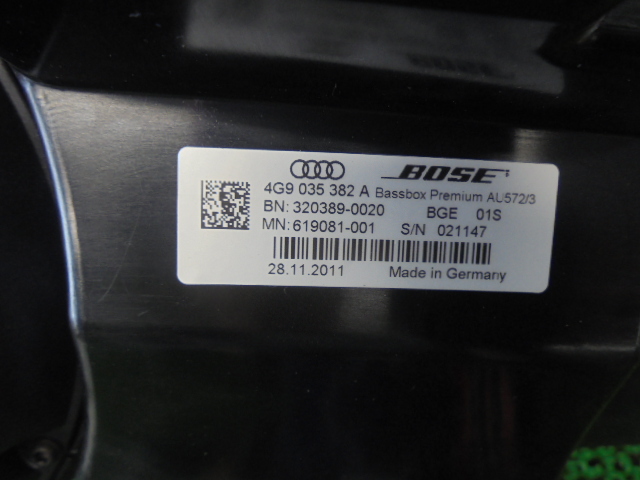 BOSE
4G9 035 382 A Bassbox Premium AU572/3
BN: 320389-0020 BGE 01S
MN:619081-001 S/N 021147
28.11.2011 Made in Germany